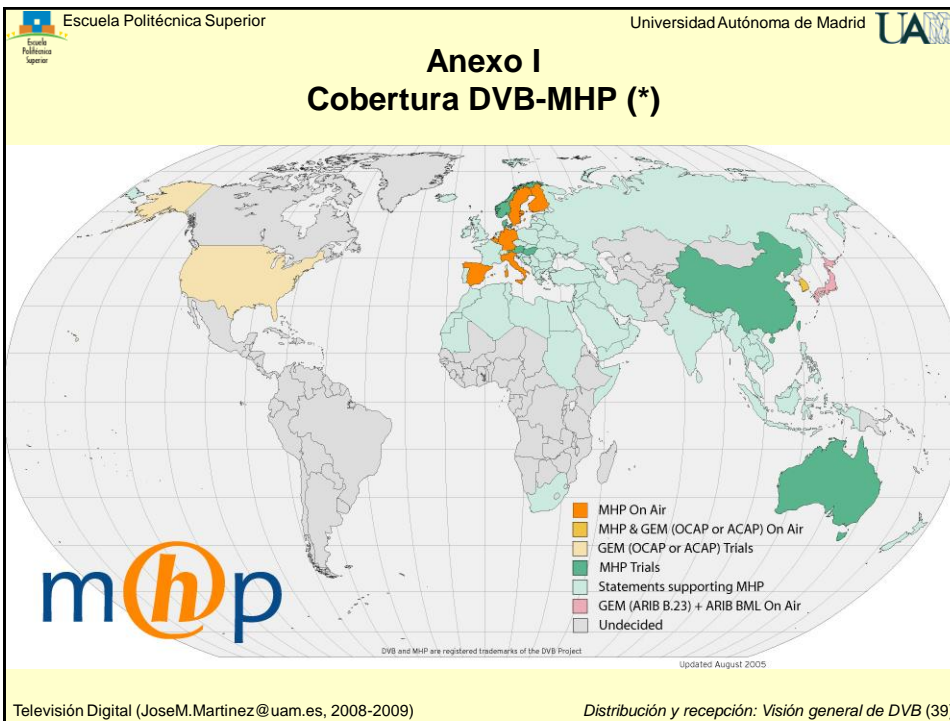 Escuela Politécnica Superior
Universidad Autónoma de Madrid
UAM
Escuela
Politécnica
Superior
Anexo I
Cobertura DVB-MHP (*)
MHP On Air
MHP & GEM (OCAP or ACAP) On Air
GEM (OCAP or ACAP) Trials
MHP Trials
Statements supporting MHP
GEM (ARIB B.23) + ARIB BML On Air
Undecided
mhp
DVB and MHP are registered trademarks of the DVB Project
Updated August 2005
Televisión Digital (JoseM.Martinez@uam.es, 2008-2009)
Distribución y recepción: Visión general de DVB (39